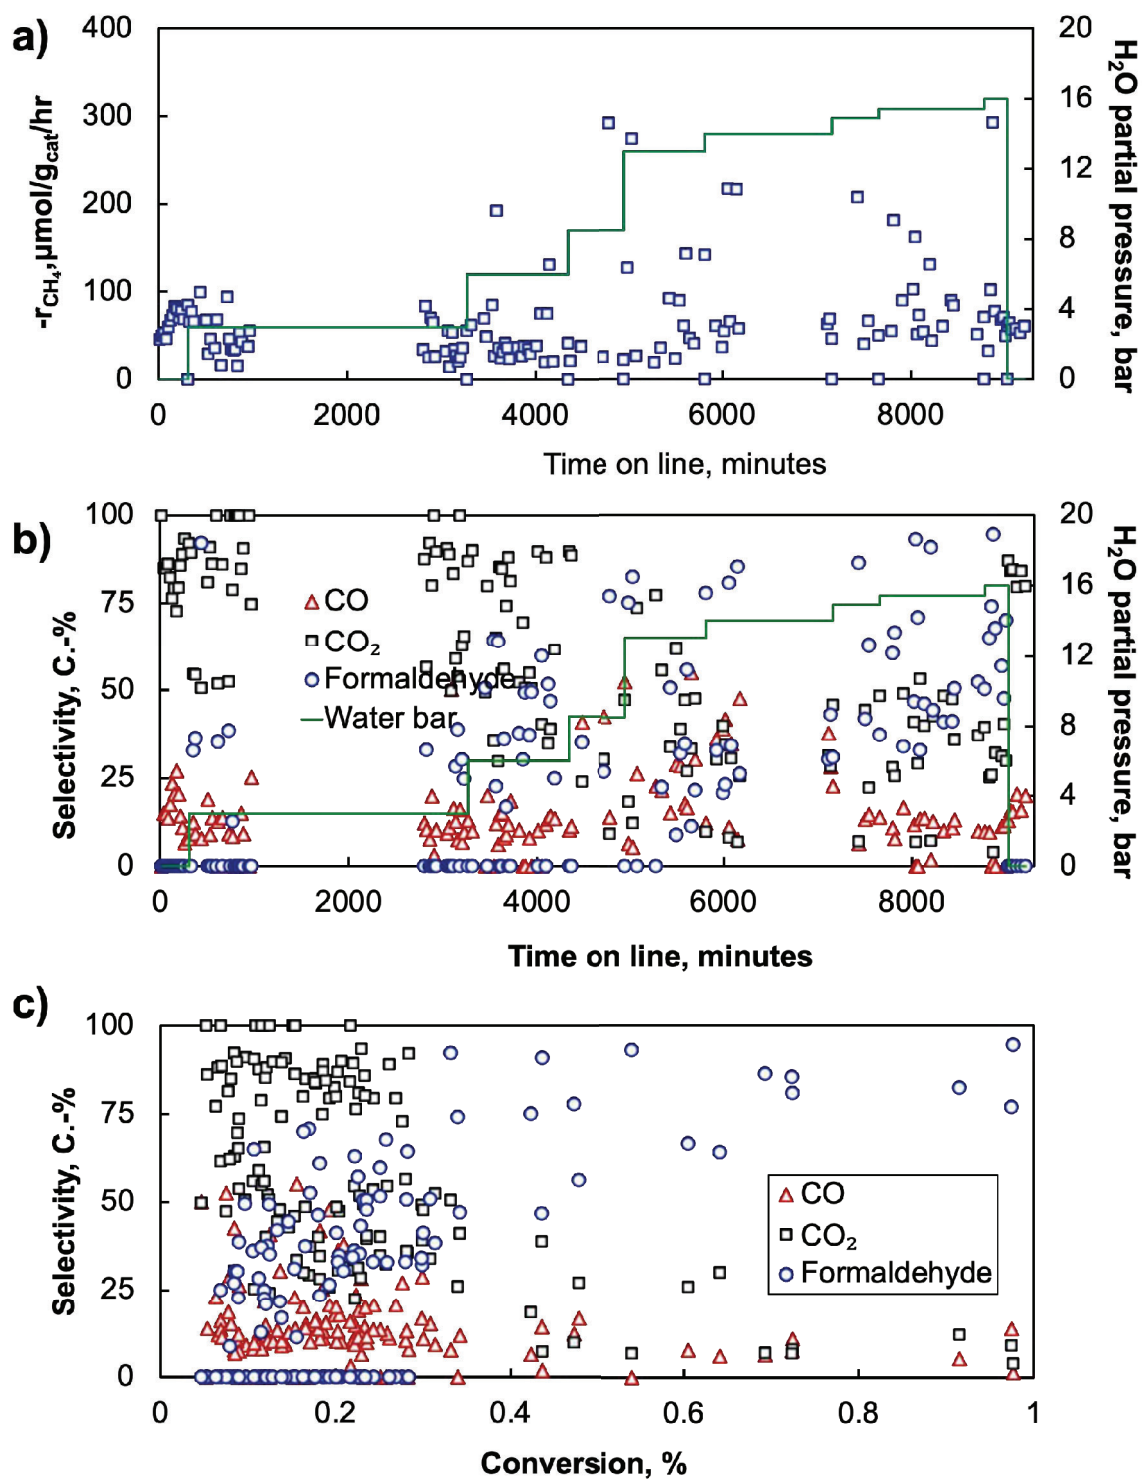 a)
400
300
200
100
0
-rCH₄,µmol/gcat/hr
20
16
12
8
4
0
H₂O partial pressure, bar
0 2000 4000 6000 8000
Time on line, minutes
b)
100
75
50
25
0
Selectivity, C.-%
CO
CO₂
Formaldehyde
Water bar
20
16
12
8
4
0
H₂O partial pressure, bar
0 2000 4000 6000 8000
Time on line, minutes
c)
100
75
50
25
0
Selectivity, C.-%
CO
CO₂
Formaldehyde
0 0.2 0.4 0.6 0.8 1
Conversion, %